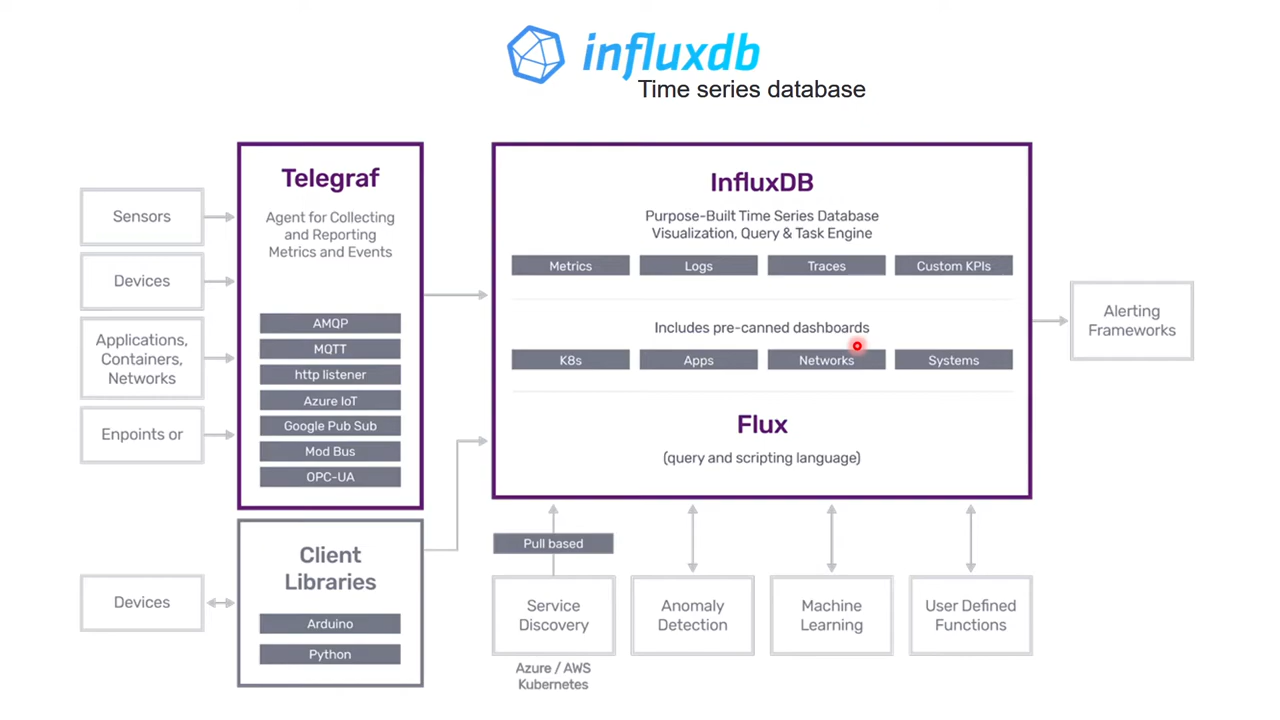 influxdb
Time series database
Sensors
Devices
Applications,
Containers,
Networks
Enpoints or
Devices
Telegraf
Agent for Collecting
and Reporting
Metrics and Events
AMQP
MQTT
http listener
Azure IoT
Google Pub Sub
Mod Bus
OPC-UA
Client
Libraries
Arduino
Python
InfluxDB
Purpose-Built Time Series Database
Visualization, Query & Task Engine
Metrics
Logs
Traces
Custom KPIs
Includes pre-canned dashboards
K8s
Apps
Networks
Systems
Flux
(query and scripting language)
Pull based
Service
Discovery
Azure / AWS
Kubernetes
Anomaly
Detection
Machine
Learning
User Defined
Functions
Alerting
Frameworks